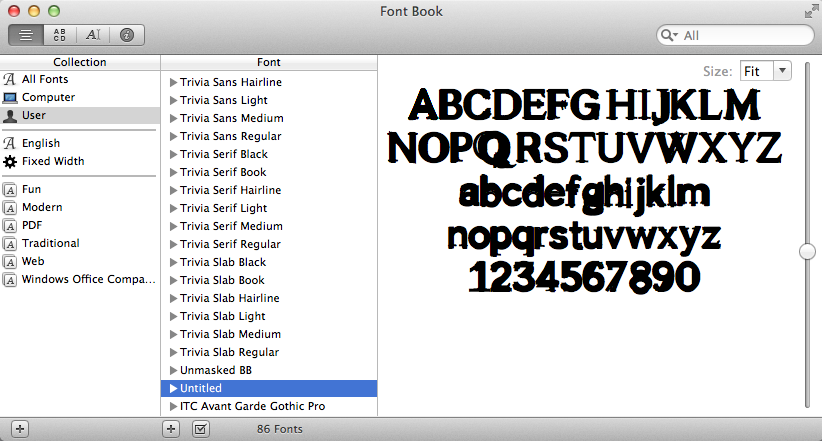 Font Book
AB
CD
A
i
All
Collection
All Fonts
Computer
User
English
Fixed Width
Fun
Modern
PDF
Traditional
Web
Windows Office Compa...
Font
Trivia Sans Hairline
Trivia Sans Light
Trivia Sans Medium
Trivia Sans Regular
Trivia Serif Black
Trivia Serif Book
Trivia Serif Hairline
Trivia Serif Light
Trivia Serif Medium
Trivia Serif Regular
Trivia Slab Black
Trivia Slab Book
Trivia Slab Hairline
Trivia Slab Light
Trivia Slab Medium
Trivia Slab Regular
Unmasked BB
Untitled
ITC Avant Garde Gothic Pro
Size: Fit
ABCDEFGHIJKLM
NOPQRSTUVWXYZ
abcdefghijklm
nopqrstuvwxyz
1234567890
86 Fonts